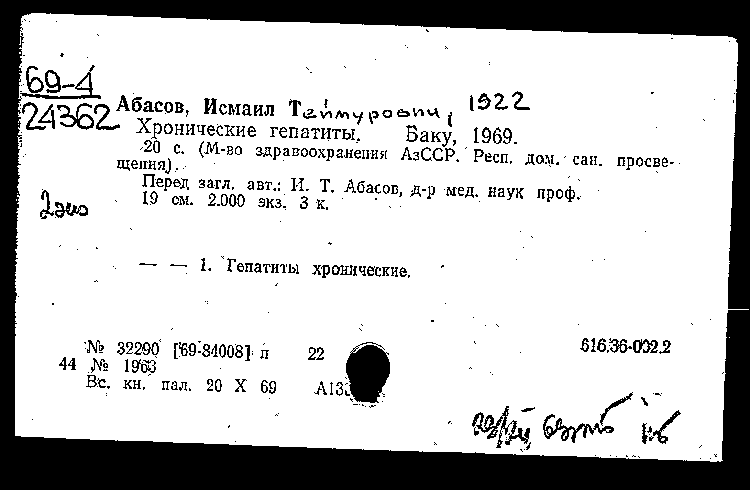 69-4
24362
Абасов, Исмаил Теймурович, 1922
Хронические гепатиты. Баку, 1969.
20 с. (М-во здравоохранения АзССР. Респ. дом. сан. просве-
щения).
Перед загл. авт.: И. Т. Абасов, д-р мед. наук проф.
19 см. 2.000 экз. 3 к.
2экз
— — 1. Гепатиты хронические.
№ 32290 [69-84008] п 22 616.36-002.2
44 № 1963
Вс. кн. пал. 20 X 69